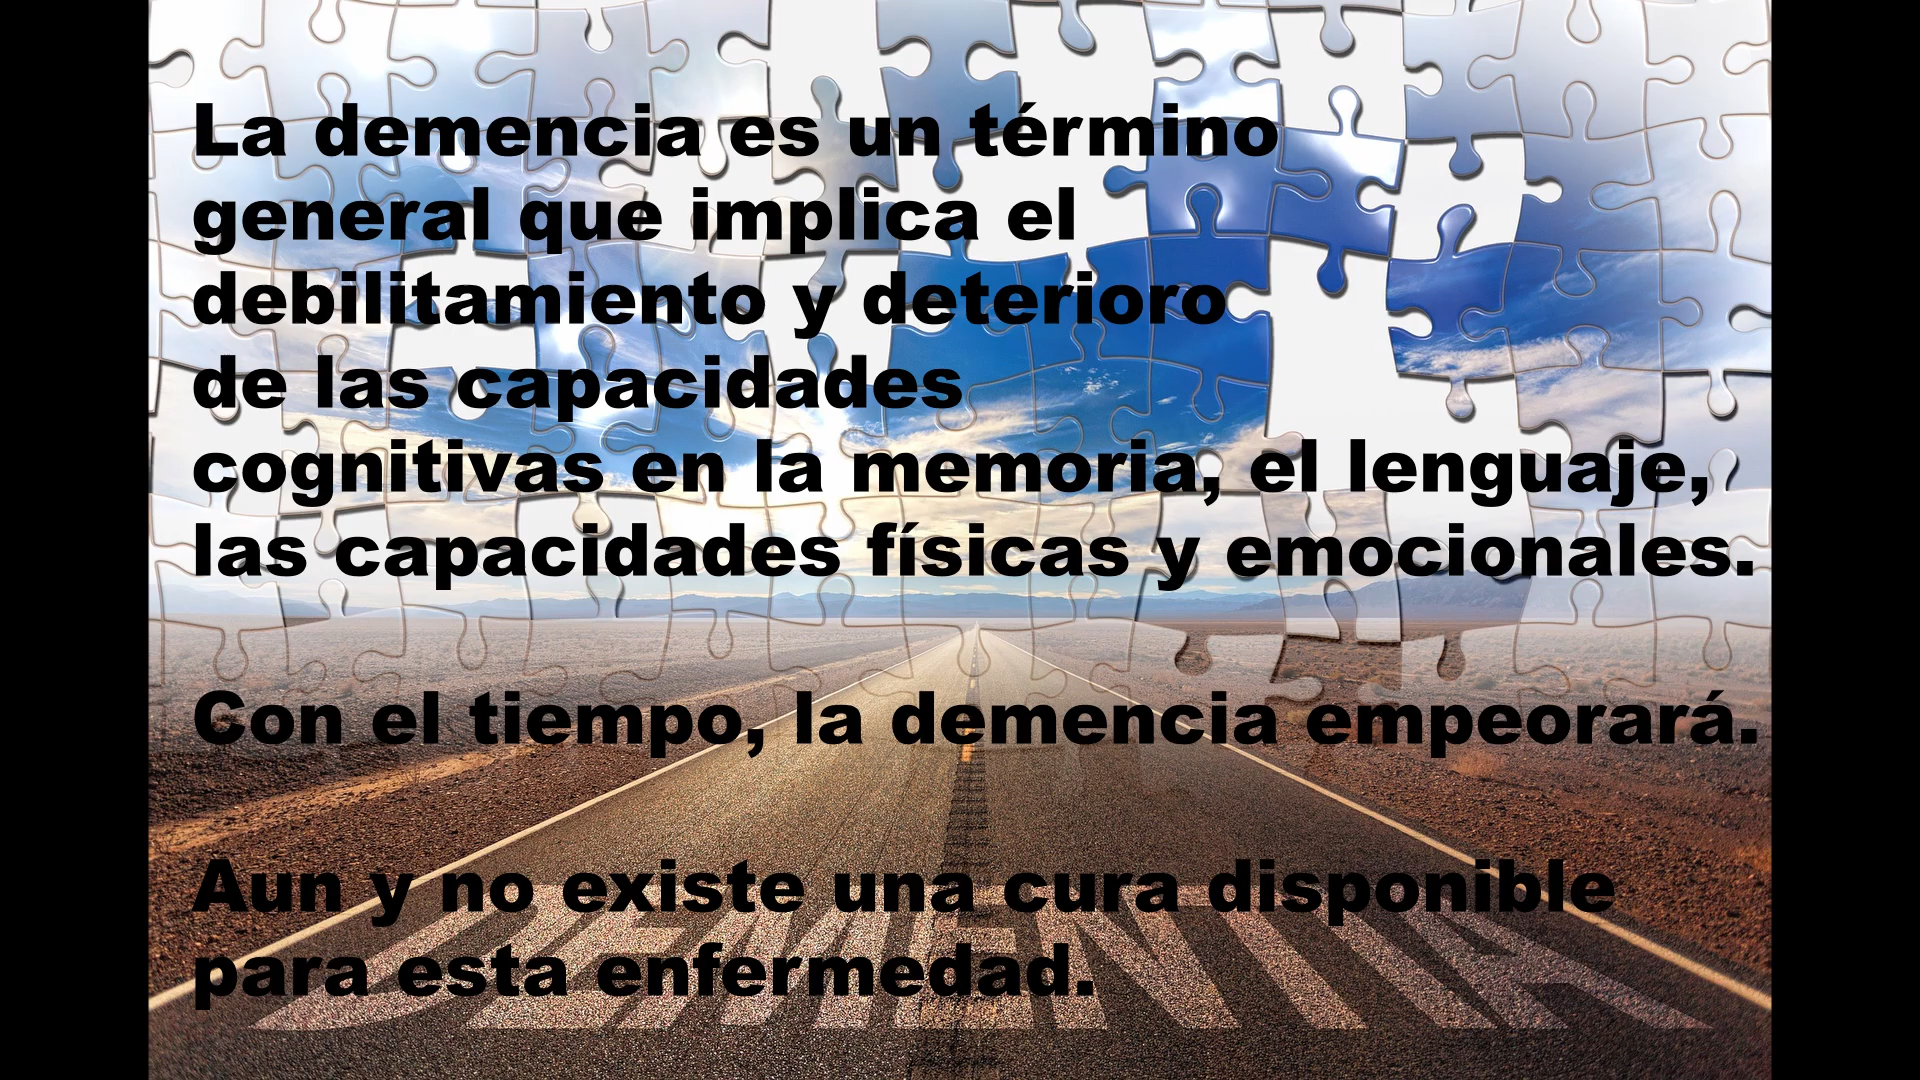 La demencia es un término
general que implica el
debilitamiento y deterioro
de las capacidades
cognitivas en la memoria, el lenguaje,
las capacidades físicas y emocionales.
Con el tiempo, la demencia empeorará.
Aun y no existe una cura disponible
para esta enfermedad.
DEMENTIA